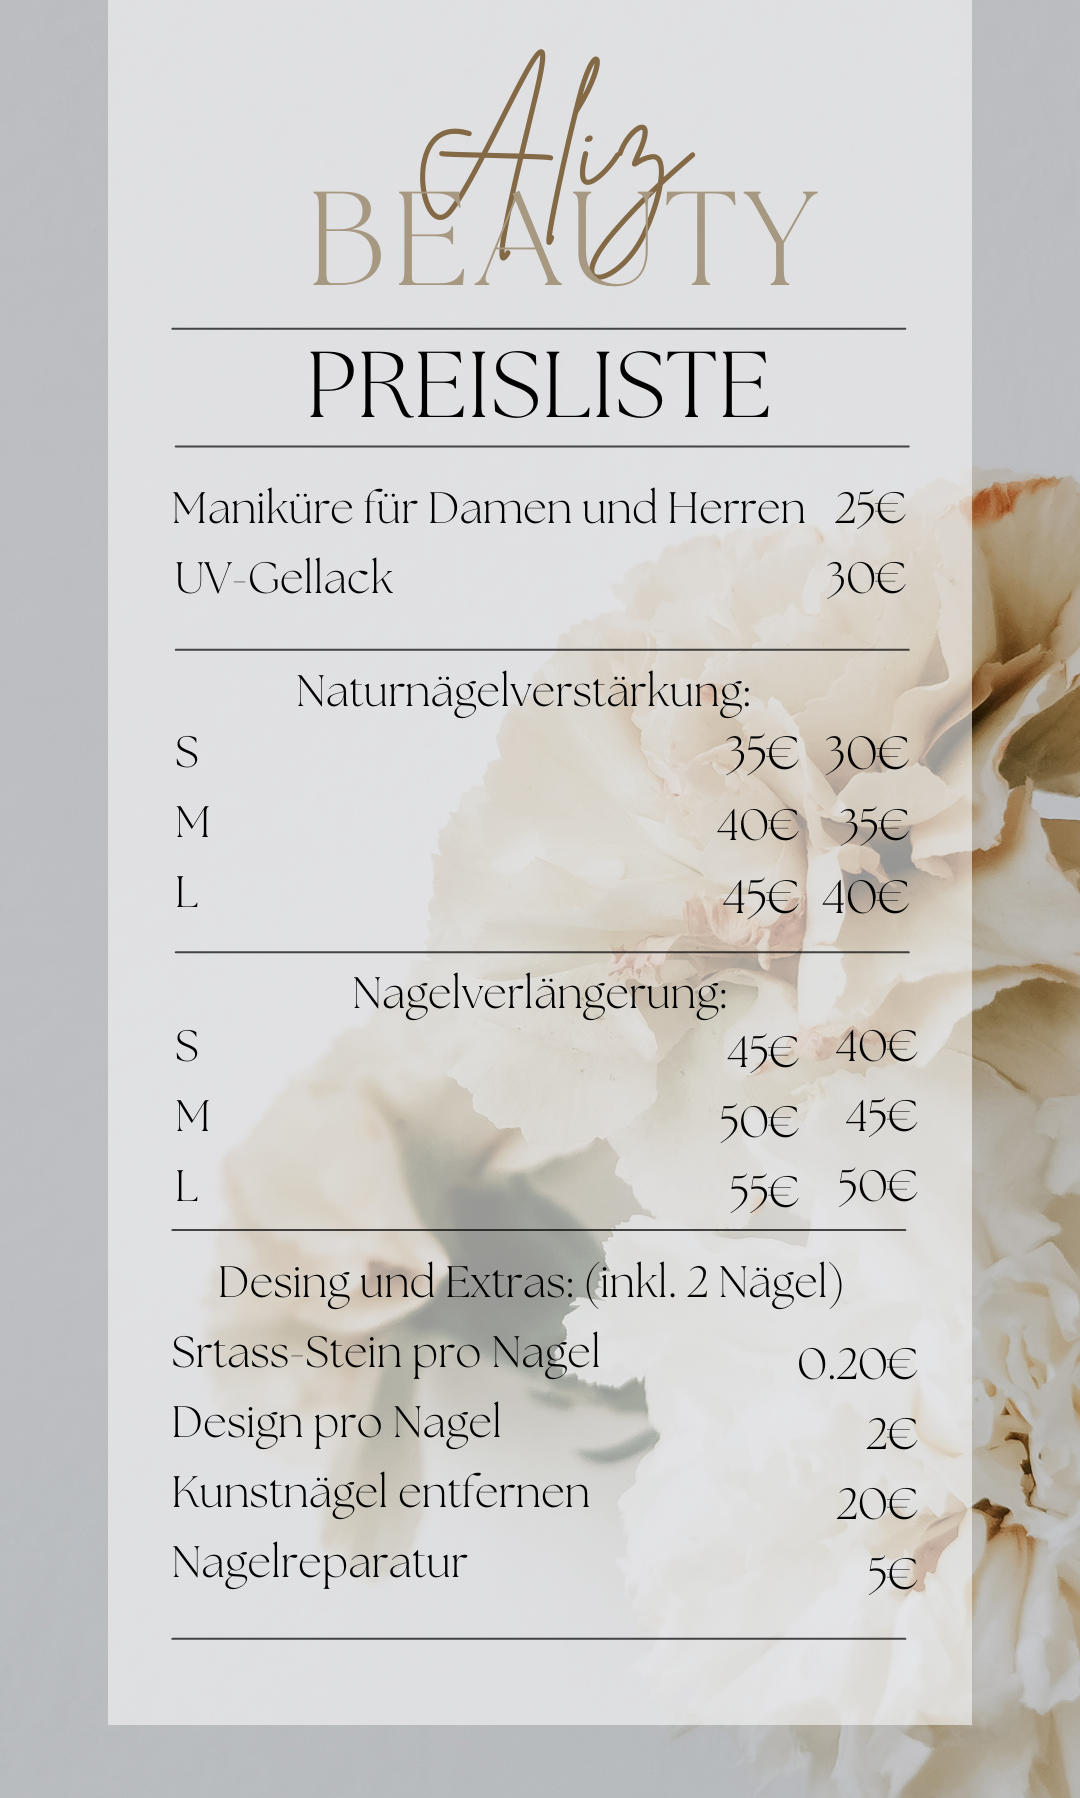 Aliz
BEAUTY
PREISLISTE
Maniküre für Damen und Herren 25€
UV-Gellack 30€
Naturnägelverstärkung:
S 35€ 30€
M 40€ 35€
L 45€ 40€
Nagelverlängerung:
S 45€ 40€
M 50€ 45€
L 55€ 50€
Desing und Extras: (inkl. 2 Nägel)
Srtass-Stein pro Nagel 0.20€
Design pro Nagel 2€
Kunstnägel entfernen 20€
Nagelreparatur 5€